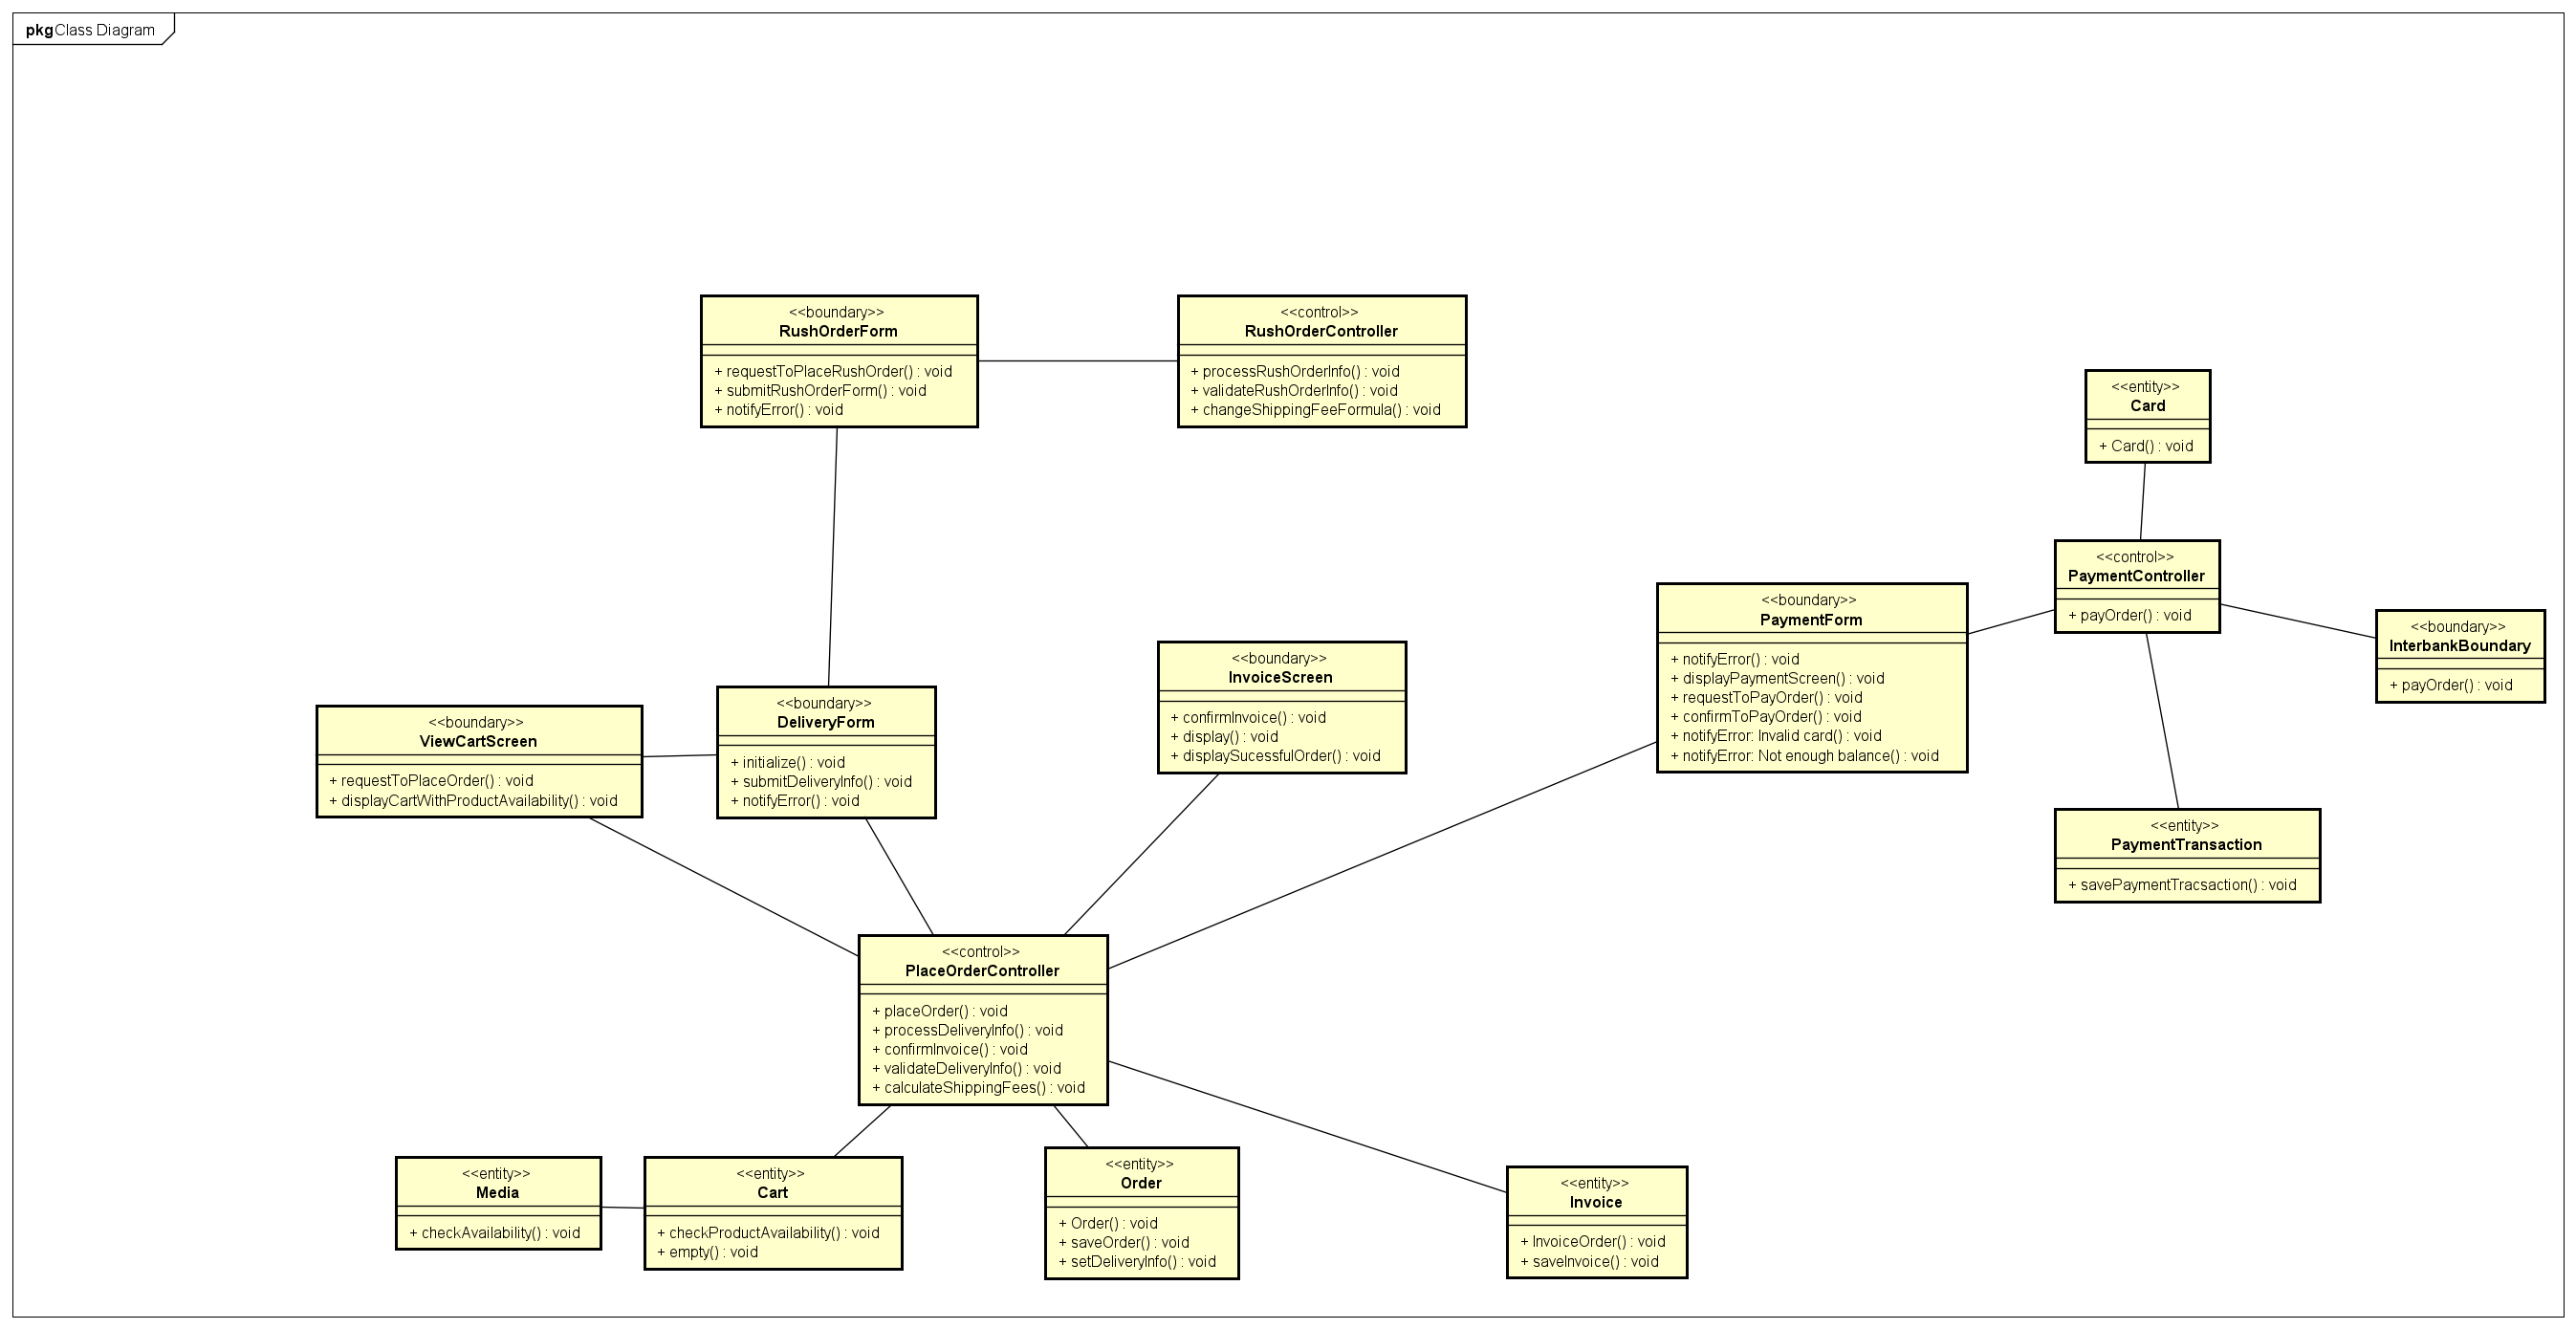 pkg Class Diagram
<<boundary>>
RushOrderForm
+ requestToPlaceRushOrder() : void
+ submitRushOrderForm() : void
+ notifyError() : void
<<control>>
RushOrderController
+ processRushOrderInfo() : void
+ validateRushOrderInfo() : void
+ changeShippingFeeFormula() : void
<<entity>>
Card
+ Card() : void
<<control>>
PaymentController
+ payOrder() : void
<<boundary>>
PaymentForm
+ notifyError() : void
+ displayPaymentScreen() : void
+ requestToPayOrder() : void
+ confirmToPayOrder() : void
+ notifyError: Invalid card() : void
+ notifyError: Not enough balance() : void
<<boundary>>
InterbankBoundary
+ payOrder() : void
<<boundary>>
InvoiceScreen
+ confirmInvoice() : void
+ display() : void
+ displaySucessfulOrder() : void
<<boundary>>
DeliveryForm
+ initialize() : void
+ submitDeliveryInfo() : void
+ notifyError() : void
<<boundary>>
ViewCartScreen
+ requestToPlaceOrder() : void
+ displayCartWithProductAvailability() : void
<<entity>>
PaymentTransaction
+ savePaymentTracsaction() : void
<<control>>
PlaceOrderController
+ placeOrder() : void
+ processDeliveryInfo() : void
+ confirmInvoice() : void
+ validateDeliveryInfo() : void
+ calculateShippingFees() : void
<<entity>>
Media
+ checkAvailability() : void
<<entity>>
Cart
+ checkProductAvailability() : void
+ empty() : void
<<entity>>
Order
+ Order() : void
+ saveOrder() : void
+ setDeliveryInfo() : void
<<entity>>
Invoice
+ InvoiceOrder() : void
+ saveInvoice() : void